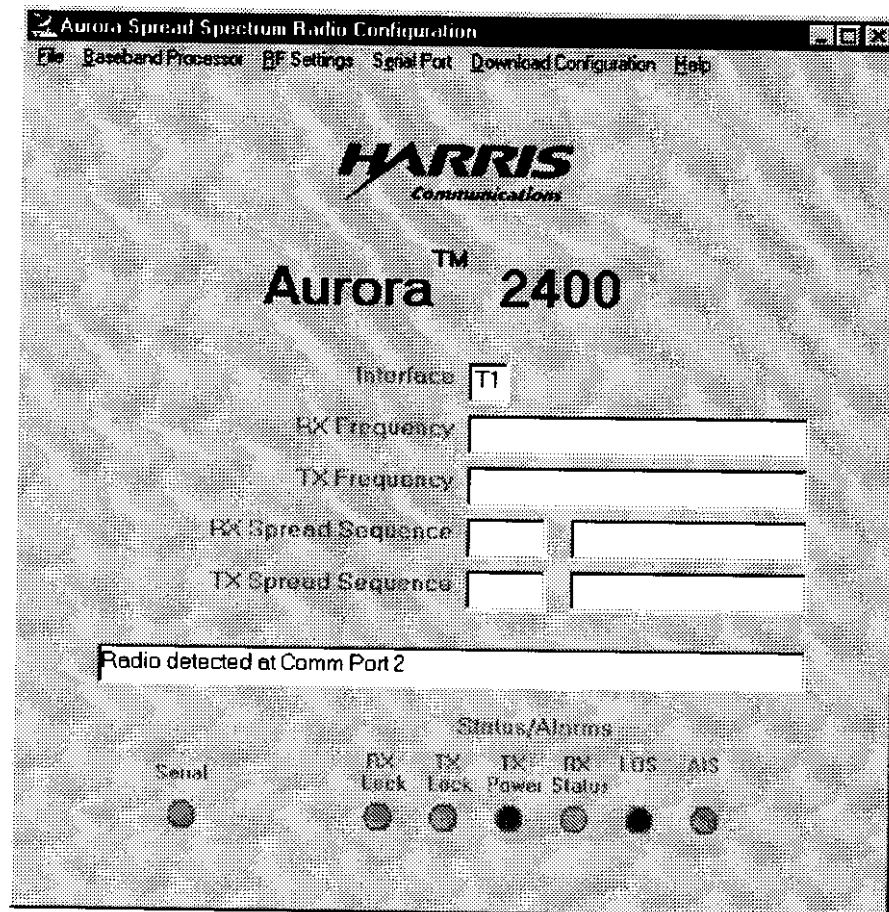 Aurora Spread Spectrum Radio Configuration
File Baseband Processor RF Settings Serial Port Download Configuration Help
HARRIS
Communications
Aurora™ 2400
Interface T1
RX Frequency
TX Frequency
RX Spread Sequence
TX Spread Sequence
Radio detected at Comm Port 2
Status/Alarms
Serial
RX Lock
TX Lock
TX Power
RX Status
LOS
AIS